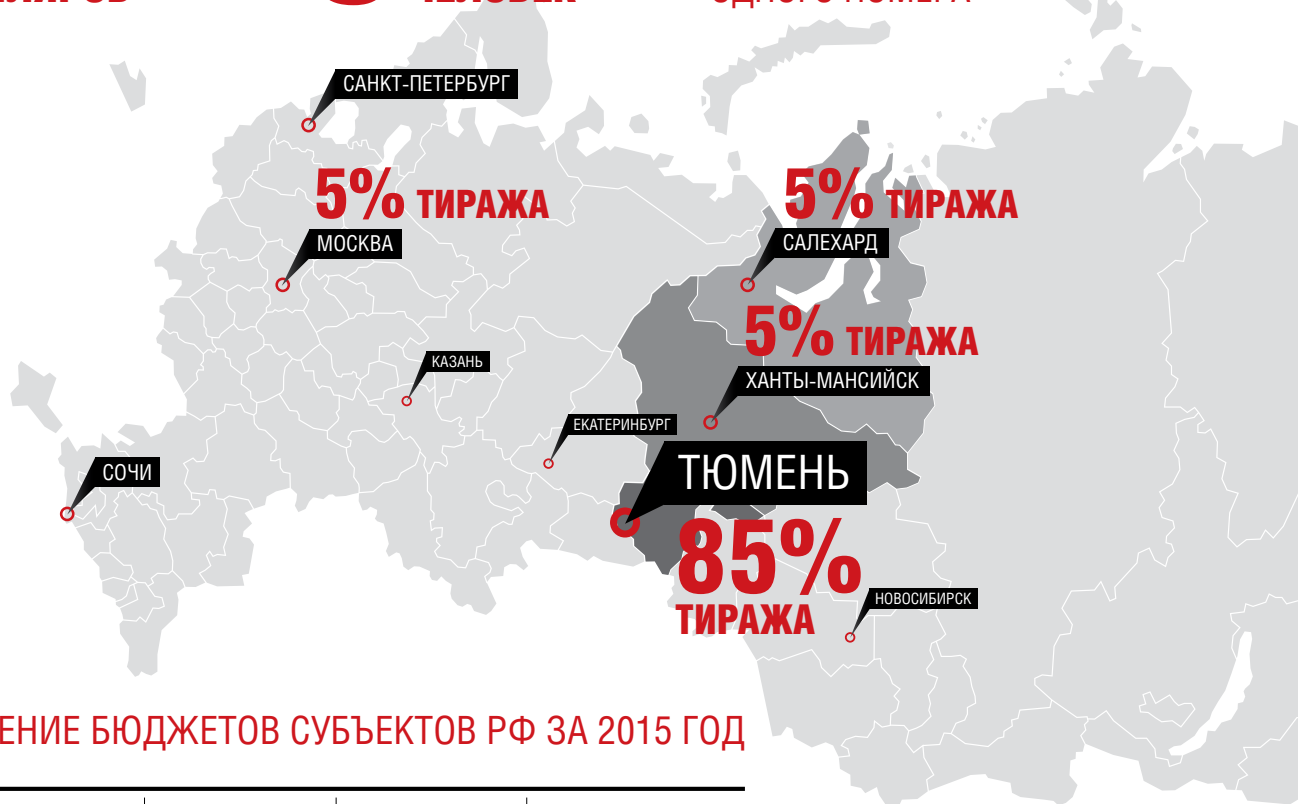 САНКТ-ПЕТЕРБУРГ
5% ТИРАЖА
5% ТИРАЖА
МОСКВА
САЛЕХАРД
5% ТИРАЖА
КАЗАНЬ
ХАНТЫ-МАНСИЙСК
ЕКАТЕРИНБУРГ
ТЮМЕНЬ
СОЧИ
85%
ТИРАЖА
НОВОСИБИРСК
ЕНИЕ БЮДЖЕТОВ СУБЪЕКТОВ РФ ЗА 2015 ГОД